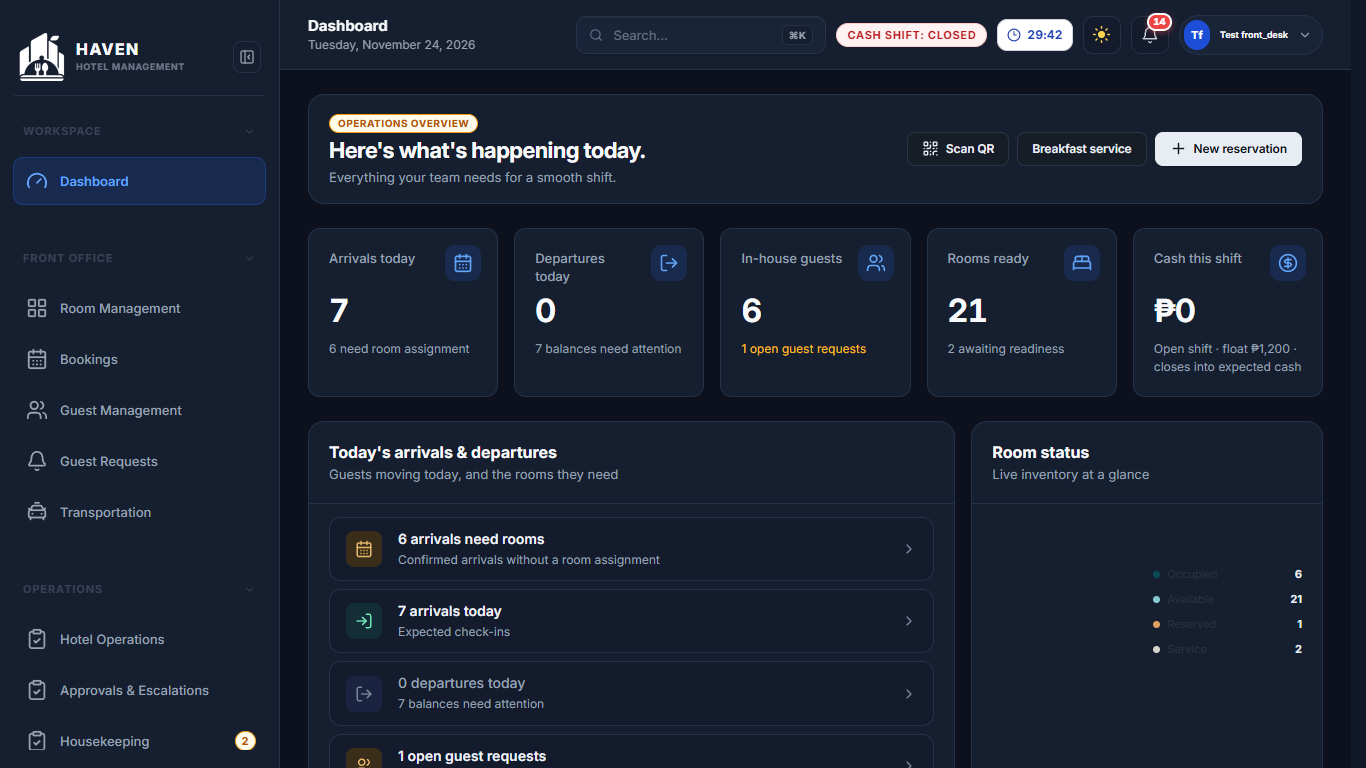 HAVEN
HOTEL MANAGEMENT
WORKSPACE
Dashboard
FRONT OFFICE
Room Management
Bookings
Guest Management
Guest Requests
Transportation
OPERATIONS
Hotel Operations
Approvals & Escalations
Housekeeping
2
Dashboard
Tuesday, November 24, 2026
Search...
⌘K
CASH SHIFT: CLOSED
29:42
14
Tf
Test front_desk
OPERATIONS OVERVIEW
Here's what's happening today.
Everything your team needs for a smooth shift.
Scan QR
Breakfast service
New reservation
Arrivals today
7
6 need room assignment
Departures
today
0
7 balances need attention
In-house guests
6
1 open guest requests
Rooms ready
21
2 awaiting readiness
Cash this shift
₱0
Open shift · float ₱1,200 ·
closes into expected cash
Today's arrivals & departures
Guests moving today, and the rooms they need
6 arrivals need rooms
Confirmed arrivals without a room assignment
7 arrivals today
Expected check-ins
0 departures today
7 balances need attention
1 open guest requests
Room status
Live inventory at a glance
Occupied 6
Available 21
Reserved 1
Service 2